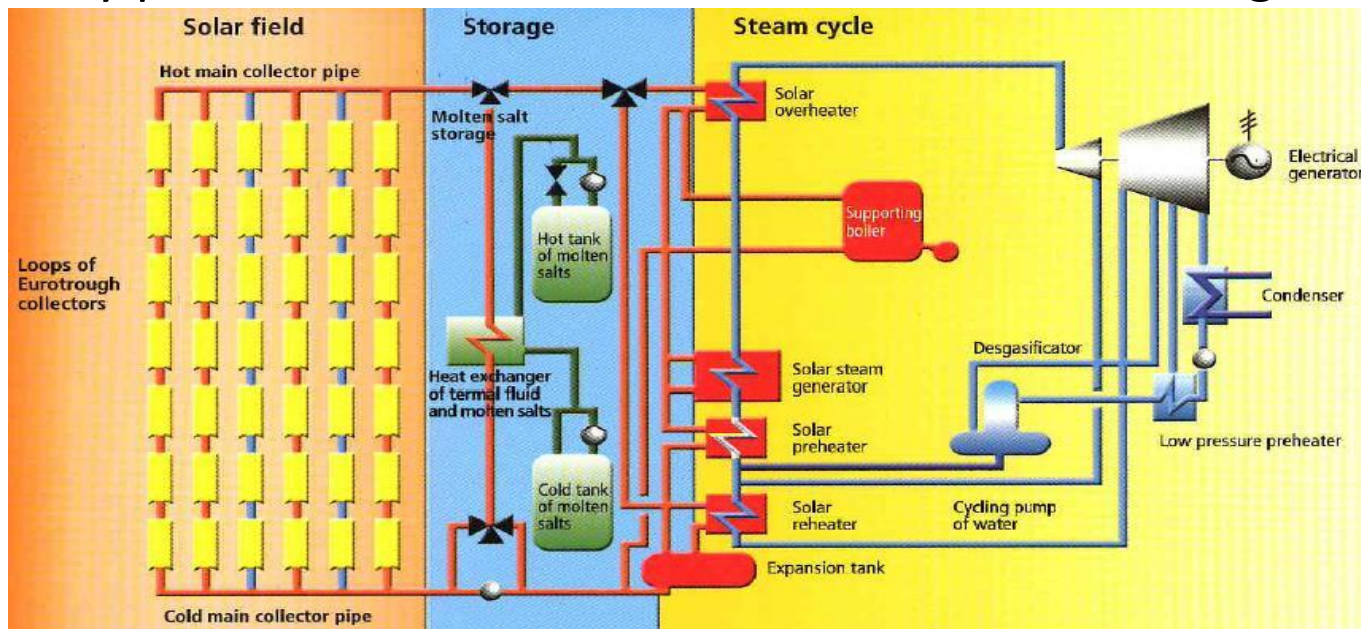 Solar field
Storage
Steam cycle
Hot main collector pipe
Molten salt
storage
Solar
overheater
Electrical
generator
Supporting
boiler
Hot tank
of molten
salts
Loops of
Eurotrough
collectors
Condenser
Desgasificator
Heat exchanger
of termal fluid
and molten salts
Solar steam
generator
Solar
preheater
Low pressure preheater
Cold tank
of molten
salts
Solar
reheater
Cycling pump
of water
Expansion tank
Cold main collector pipe